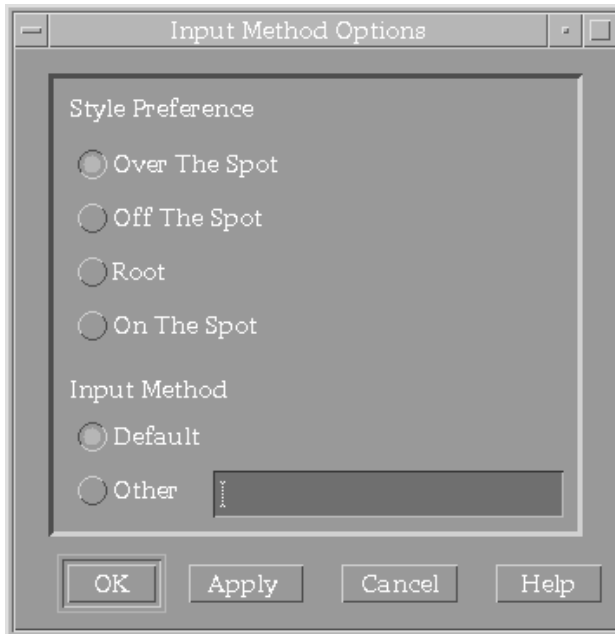 Input Method Options
Style Preference
Over The Spot
Off The Spot
Root
On The Spot
Input Method
Default
Other
OK Apply Cancel Help